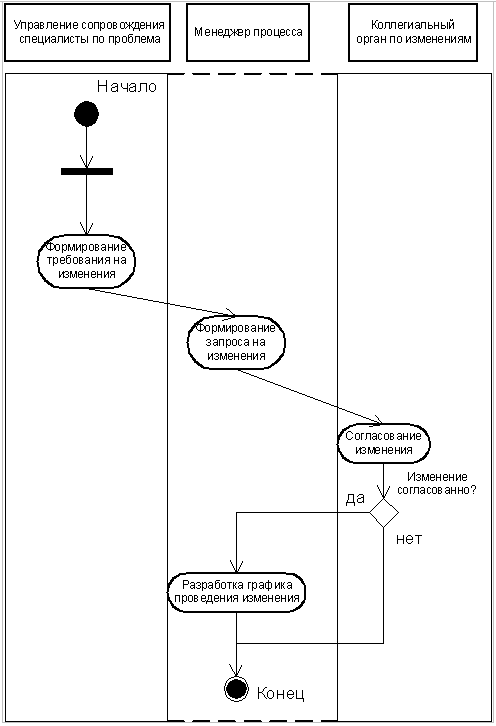 Управление сопровождения
специалисты по проблема
Менеджер процесса
Коллегиальный
орган по изменениям
Начало
Формирование
требования на
изменения
Формирование
запроса на
изменения
Согласование
изменения
Изменение
согласованно?
да
нет
Разработка графика
проведения изменения
Конец